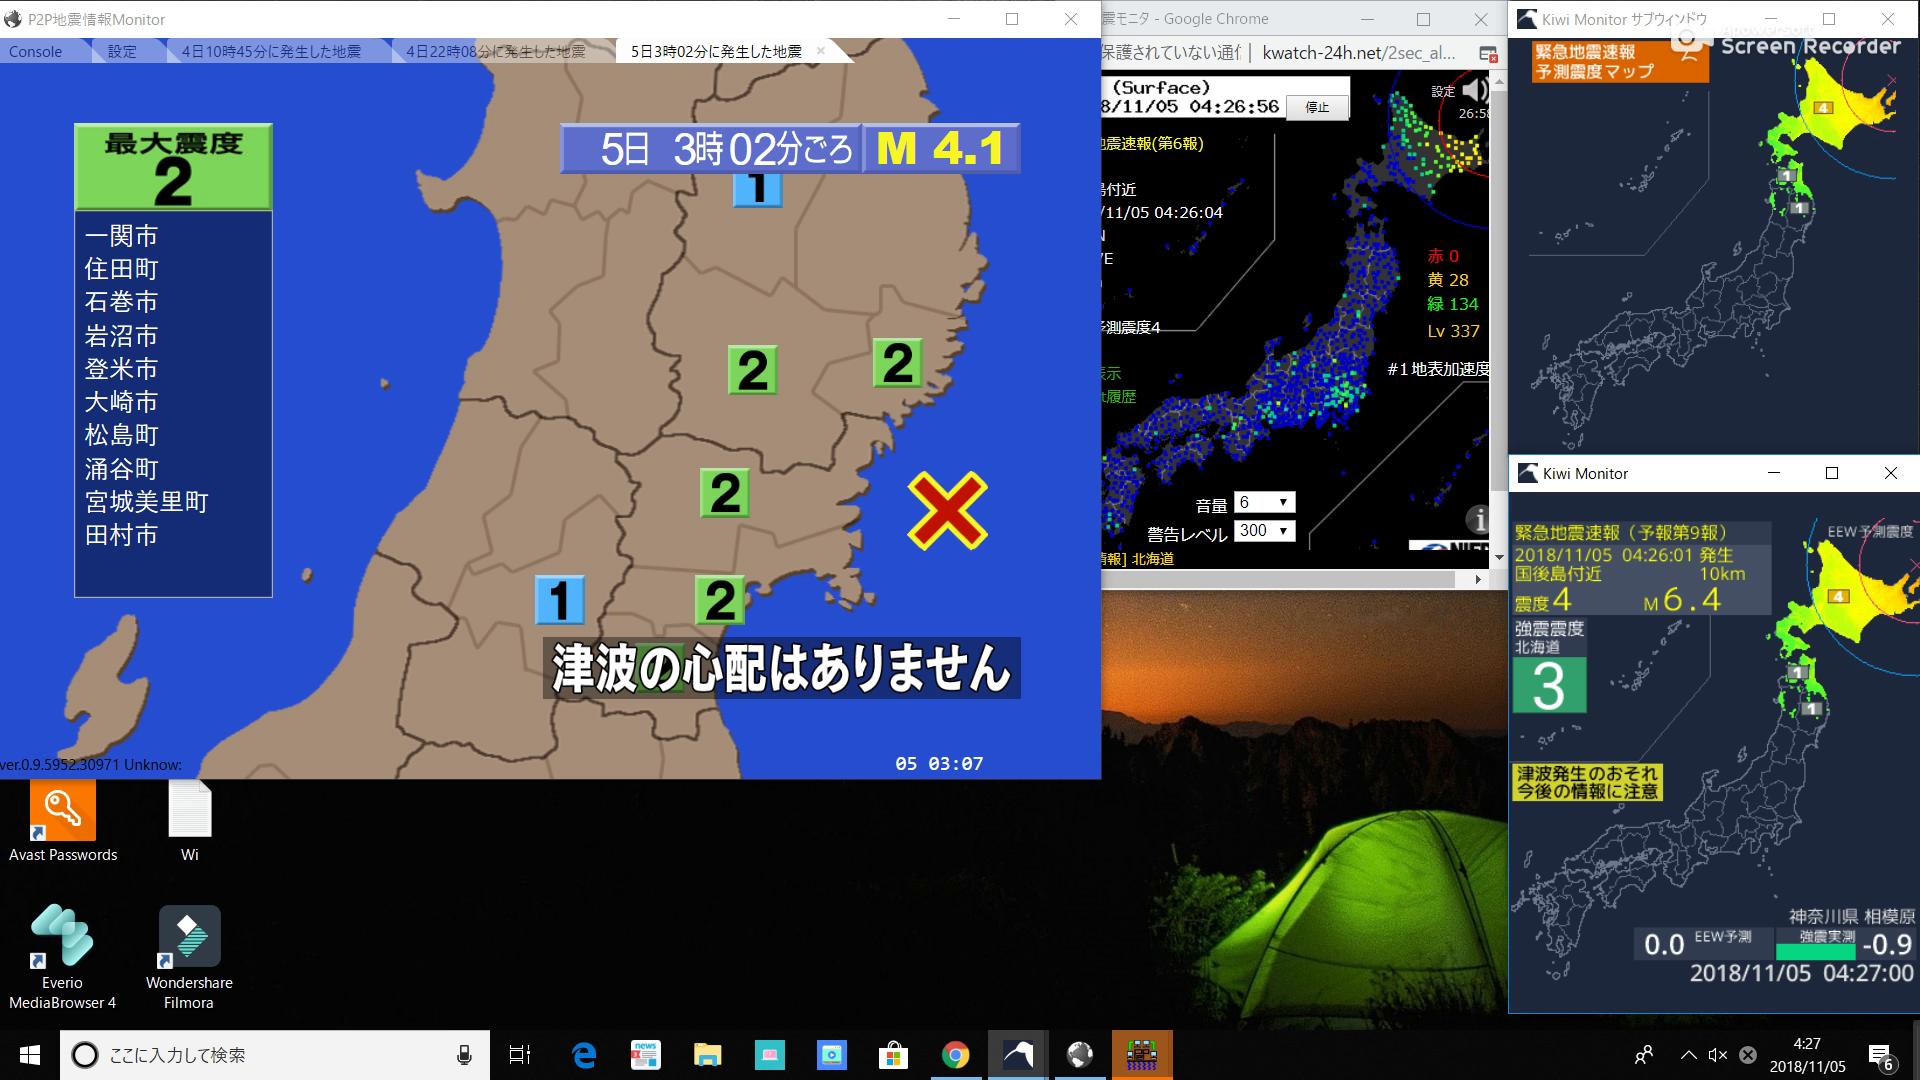 P2P地震情報Monitor
Console
設定
4日10時45分に発生した地震
4日22時08分に発生した地震
5日3時02分に発生した地震
最大震度
2
一関市
住田町
石巻市
岩沼市
登米市
大崎市
松島町
涌谷町
宮城美里町
田村市
5日 3時02分ごろ
M 4.1
1
2
2
2
1
2
津波の心配はありません
05 03:07
ver.0.9.5952.30971 Unknow:
震モニタ - Google Chrome
保護されていない通信
kwatch-24h.net/2sec_al...
(Surface)
8/11/05 04:26:56
停止
設定
26:58
地震速報(第6報)
島付近
/11/05 04:26:04
N
/E
予測震度4
表示
t履歴
赤 0
黄 28
緑 134
Lv 337
#1 地表加速度
音量
6
警告レベル
300
情報] 北海道
Kiwi Monitor サブウィンドウ
Apowersoft
Screen Recorder
緊急地震速報
予測震度マップ
4
1
1
Kiwi Monitor
緊急地震速報（予報第9報）
2018/11/05 04:26:01 発生
国後島付近 10km
震度4 M6.4
EEW予測震度
強震震度
北海道
3
4
1
1
津波発生のおそれ
今後の情報に注意
神奈川県 相模原
0.0 EEW予測
強震実測 -0.9
2018/11/05 04:27:00
Avast Passwords
Wi
Everio
MediaBrowser 4
Wondershare
Filmora
ここに入力して検索
news
4:27
2018/11/05
6